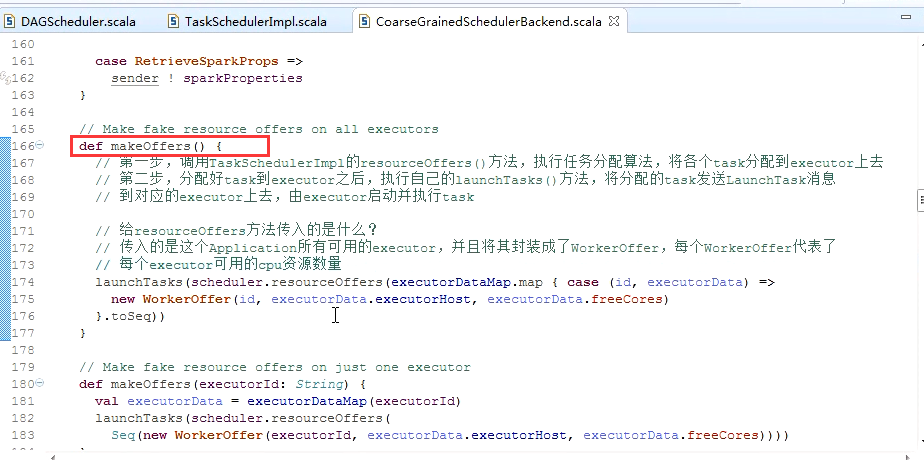 DAGScheduler.scala TaskSchedulerImpl.scala CoarseGrainedSchedulerBackend.scala
160
161 case RetrieveSparkProps =>
162 sender ! sparkProperties
163 }
164
165 // Make fake resource offers on all executors
166 def makeOffers() {
167 // 第一步，调用TaskSchedulerImpl的resourceOffers()方法，执行任务分配算法，将各个task分配到executor上去
168 // 第二步，分配好task到executor之后，执行自己的launchTasks()方法，将分配的task发送LaunchTask消息
169 // 到对应的executor上去，由executor启动并执行task
170
171 // 给resourceOffers方法传入的是什么？
172 // 传入的是这个Application所有可用的executor，并且将其封装成了WorkerOffer，每个WorkerOffer代表了
173 // 每个executor可用的cpu资源数量
174 launchTasks(scheduler.resourceOffers(executorDataMap.map { case (id, executorData) =>
175 new WorkerOffer(id, executorData.executorHost, executorData.freeCores)
176 }.toSeq))
177 }
178
179 // Make fake resource offers on just one executor
180 def makeOffers(executorId: String) {
181 val executorData = executorDataMap(executorId)
182 launchTasks(scheduler.resourceOffers(
183 Seq(new WorkerOffer(executorId, executorData.executorHost, executorData.freeCores))))